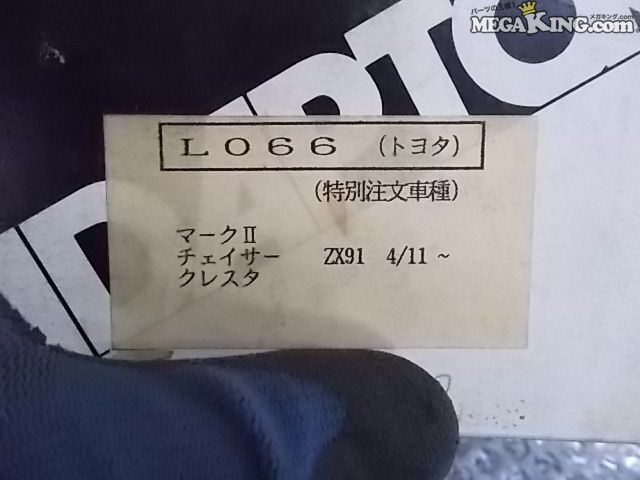 パーツの王様! メガキング.com
MEGAKING.com
L066 (トヨタ)
(特別注文車種)
マークⅡ
チェイサー ZX91 4/11 ~
クレスタ